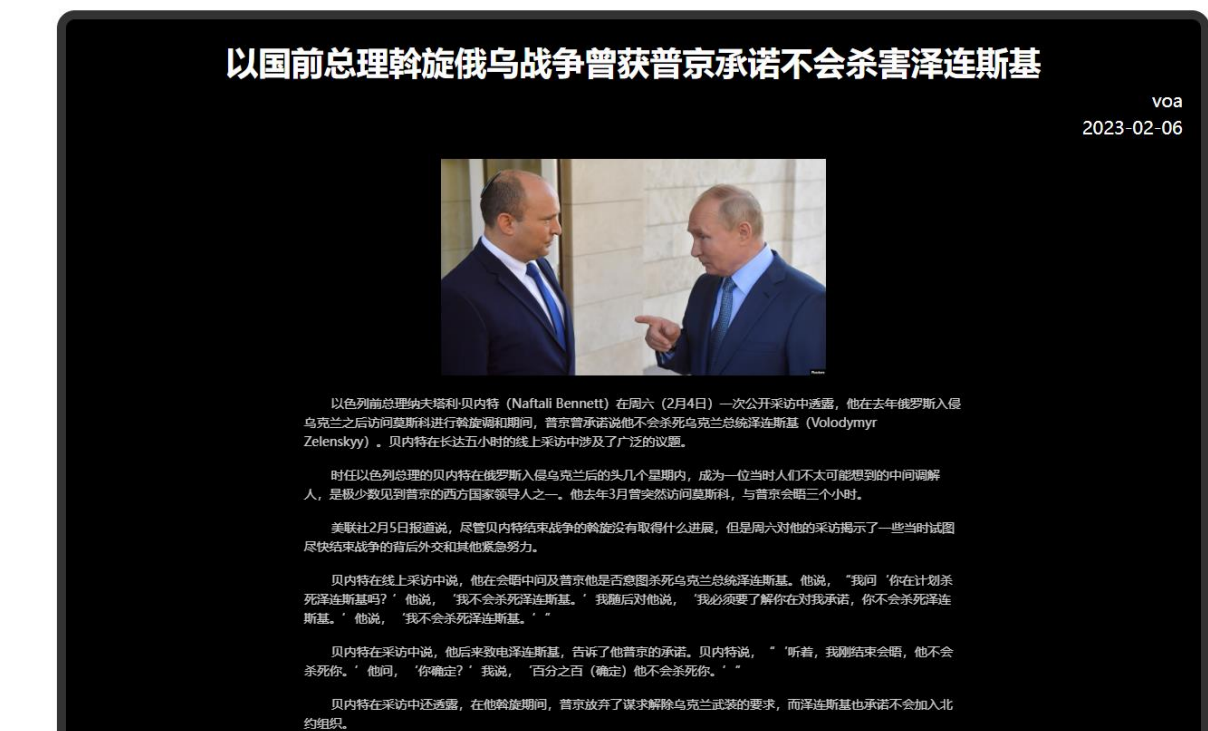 以国前总理斡旋俄乌战争曾获普京承诺不会杀害泽连斯基
voa
2023-02-06
以色列前总理纳夫塔利·贝内特（Naftali Bennett）在周六（2月4日）一次公开采访中透露，他在去年俄罗斯入侵
乌克兰之后访问莫斯科进行斡旋调和期间，普京曾承诺说他不会杀死乌克兰总统泽连斯基（Volodymyr
Zelenskyy）。贝内特在长达五小时的线上采访中涉及了广泛的议题。
时任以色列总理的贝内特在俄罗斯入侵乌克兰后的头几个星期内，成为一位当时人们不太可能想到的中间调解
人，是极少数见到普京的西方国家领导人之一。他去年3月曾突然访问莫斯科，与普京会晤三个小时。
美联社2月5日报道说，尽管贝内特结束战争的斡旋没有取得什么进展，但是周六对他的采访揭示了一些当时试图
尽快结束战争的背后外交和其他紧急努力。
贝内特在线上采访中说，他在会晤中问及普京他是否意图杀死乌克兰总统泽连斯基。他说，“我问‘你在计划杀
死泽连斯基吗？’他说，‘我不会杀死泽连斯基。’我随后对他说，‘我必须要了解你在对我承诺，你不会杀死泽连
斯基。’他说，‘我不会杀死泽连斯基。’”
贝内特在采访中说，他后来致电泽连斯基，告诉了他普京的承诺。贝内特说，“‘听着，我刚结束会晤，他不会
杀死你。’他问，‘你确定？’我说，‘百分之百（确定）他不会杀死你。’“
贝内特在采访中还透露，在他斡旋期间，普京放弃了谋求解除乌克兰武装的要求，而泽连斯基也承诺不会加入北
约组织。